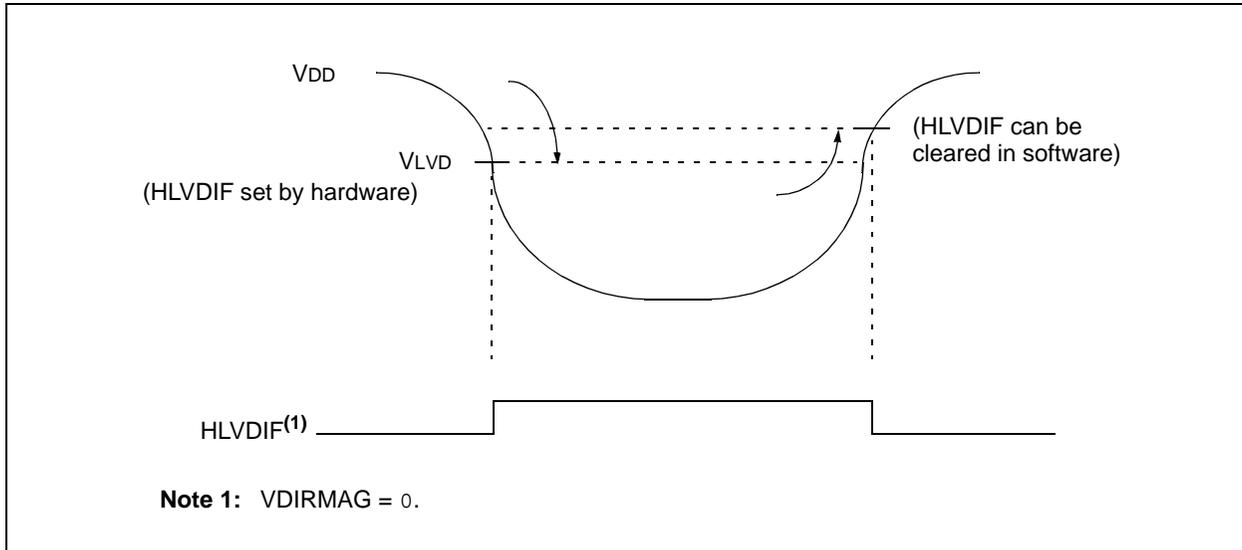 VDD
(HLVDIF can be
cleared in software)
VLVD
(HLVDIF set by hardware)
HLVDIF(1)
Note 1: VDIRMAG = 0.